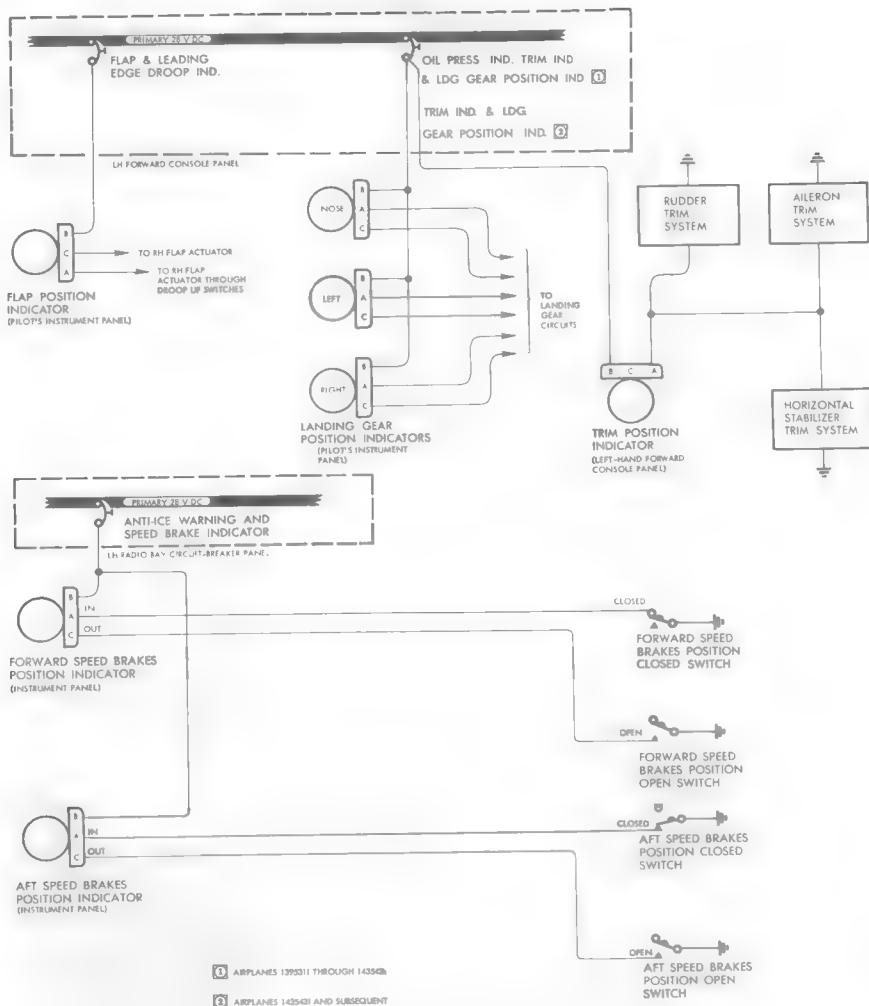 PRIMARY 28 V DC
FLAP & LEADING
EDGE DROOP IND.
OIL PRESS IND. TRIM IND
& LDG GEAR POSITION IND 1
TRIM IND. & LDG
GEAR POSITION IND. 2
LH FORWARD CONSOLE PANEL
B
C
A
TO RH FLAP ACTUATOR
TO RH FLAP
ACTUATOR THROUGH
DROOP UP SWITCHES
FLAP POSITION
INDICATOR
(PILOT'S INSTRUMENT PANEL)
NOSE
B
A
C
LEFT
B
A
C
RIGHT
B
A
C
TO
LANDING
GEAR
CIRCUITS
LANDING GEAR
POSITION INDICATORS
(PILOT'S INSTRUMENT
PANEL)
RUDDER
TRIM
SYSTEM
AILERON
TRIM
SYSTEM
B C A
TRIM POSITION
INDICATOR
(LEFT-HAND FORWARD
CONSOLE PANEL)
HORIZONTAL
STABILIZER
TRIM SYSTEM
PRIMARY 28 V DC
ANTI-ICE WARNING AND
SPEED BRAKE INDICATOR
LH RADIO BAY CIRCUIT-BREAKER PANEL
B
A IN
C OUT
FORWARD SPEED BRAKES
POSITION INDICATOR
(INSTRUMENT PANEL)
CLOSED
FORWARD SPEED
BRAKES POSITION
CLOSED SWITCH
OPEN
FORWARD SPEED
BRAKES POSITION
OPEN SWITCH
B
A IN
C OUT
AFT SPEED BRAKES
POSITION INDICATOR
(INSTRUMENT PANEL)
CLOSED
AFT SPEED BRAKES
POSITION CLOSED
SWITCH
OPEN
AFT SPEED BRAKES
POSITION OPEN
SWITCH
1 AIRPLANES 1395311 THROUGH
2 AIRPLANES 1435431 AND SUBSEQUENT